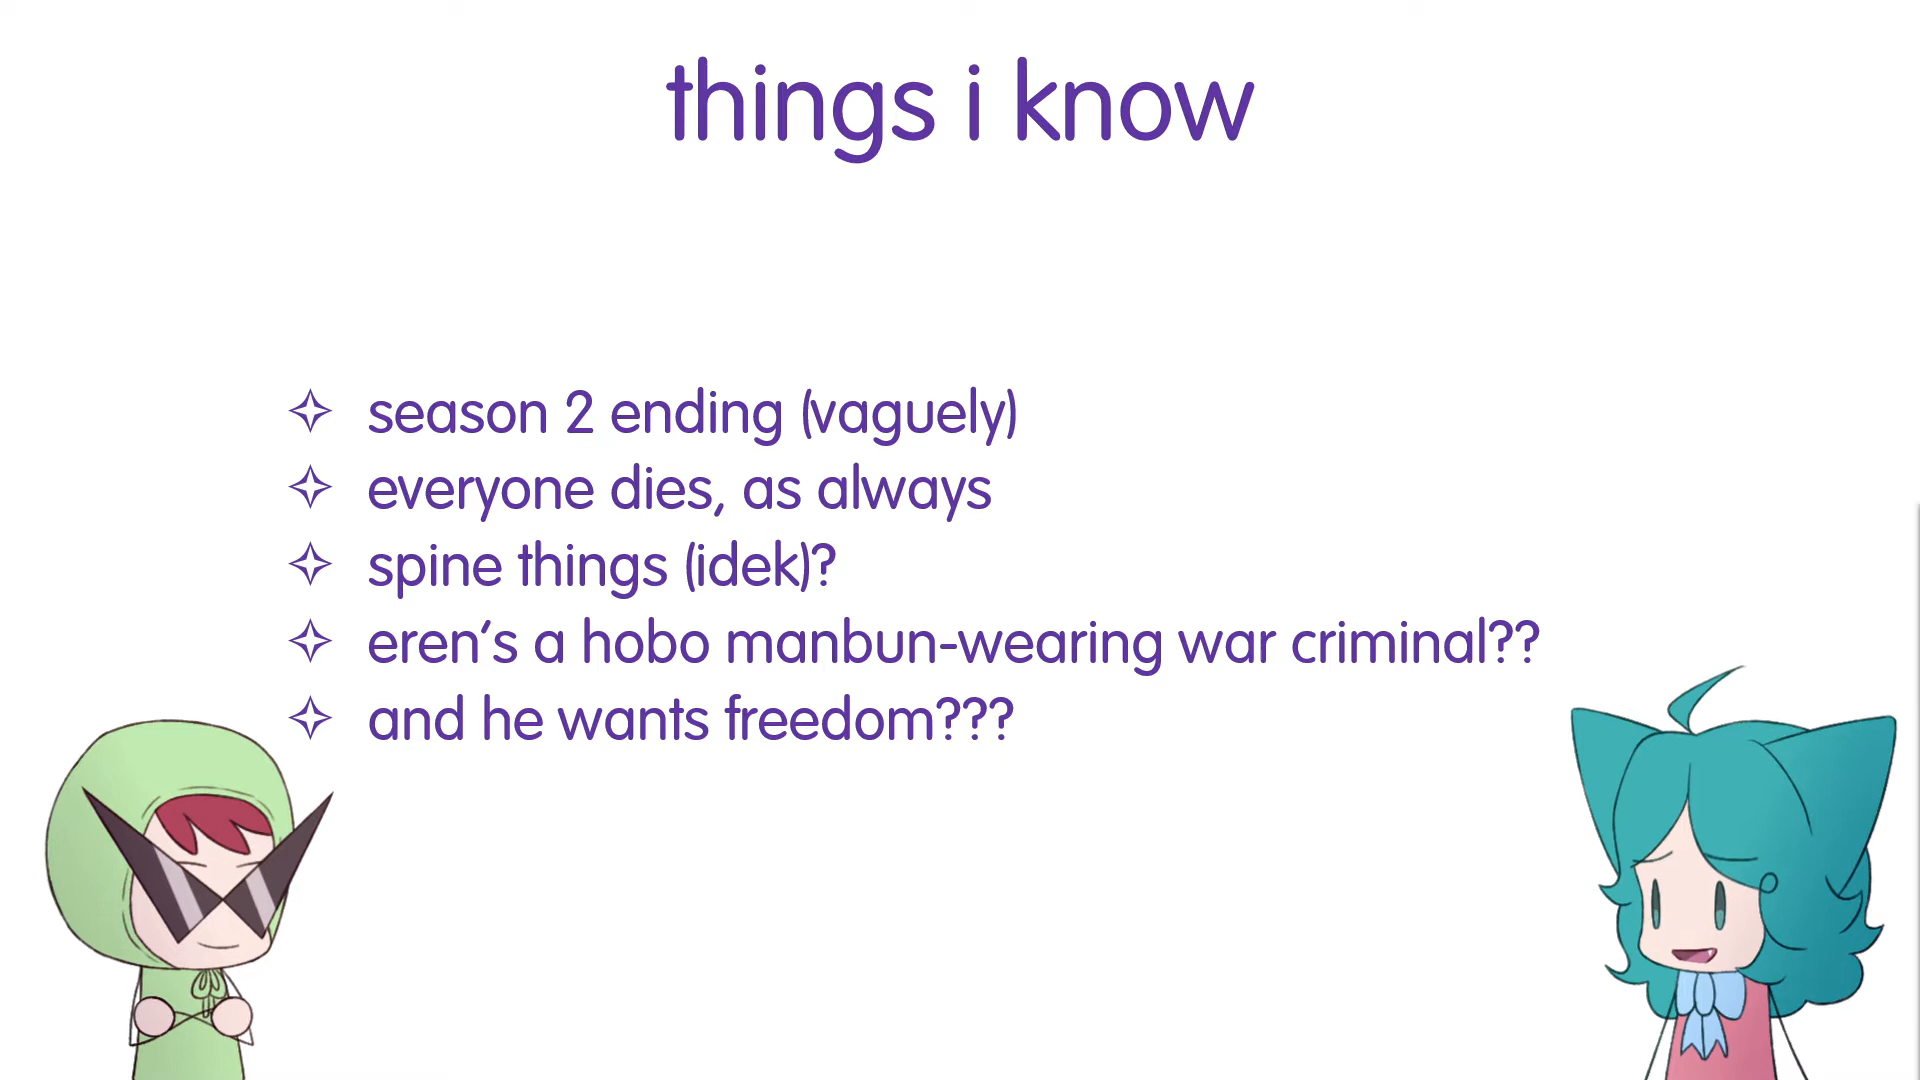 things i know
✧ season 2 ending (vaguely)
✧ everyone dies, as always
✧ spine things (idek)?
✧ eren's a hobo manbun-wearing war criminal??
✧ and he wants freedom???